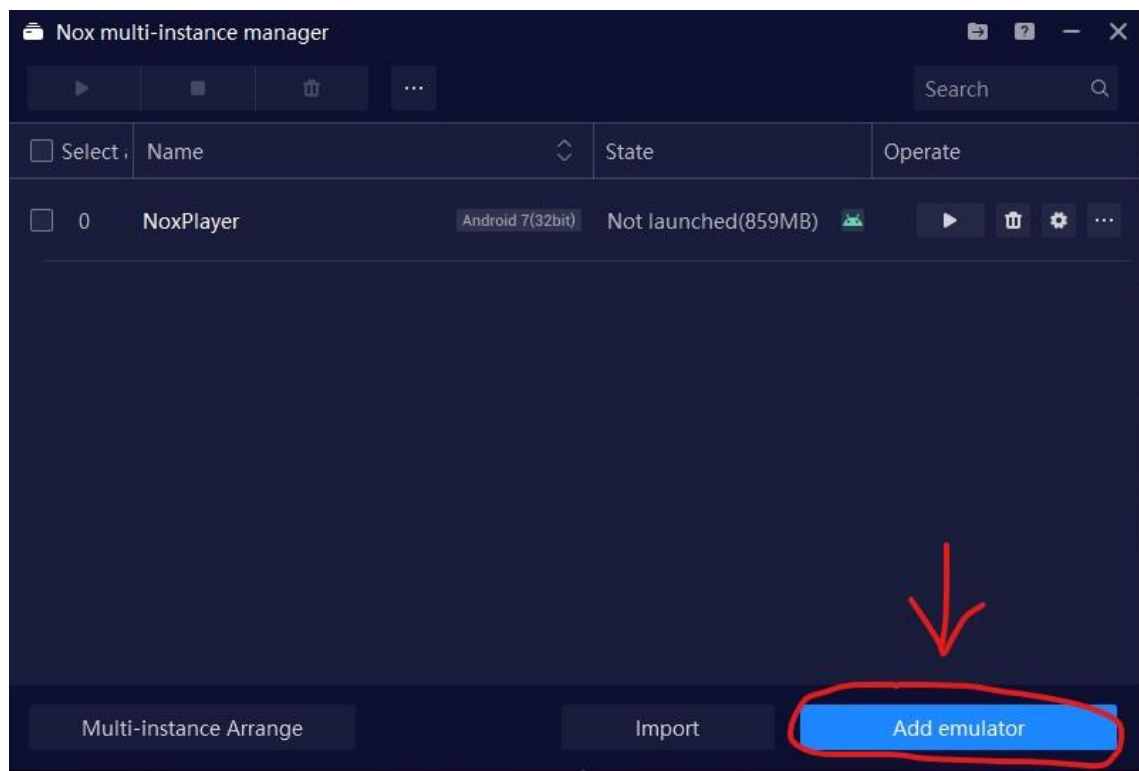 Nox multi-instance manager
Search
Select Name State Operate
0 NoxPlayer Android 7(32bit) Not launched(859MB)
Multi-instance Arrange Import Add emulator